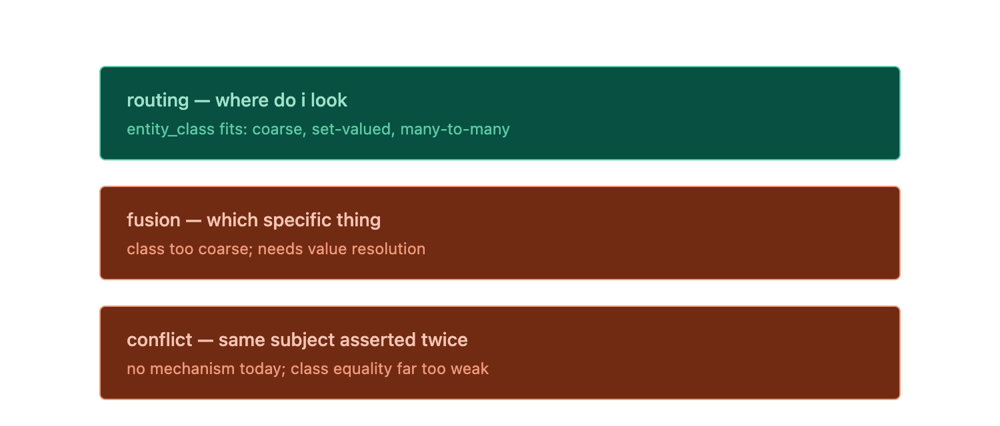 routing — where do i look
entity_class fits: coarse, set-valued, many-to-many
fusion — which specific thing
class too coarse; needs value resolution
conflict — same subject asserted twice
no mechanism today; class equality far too weak